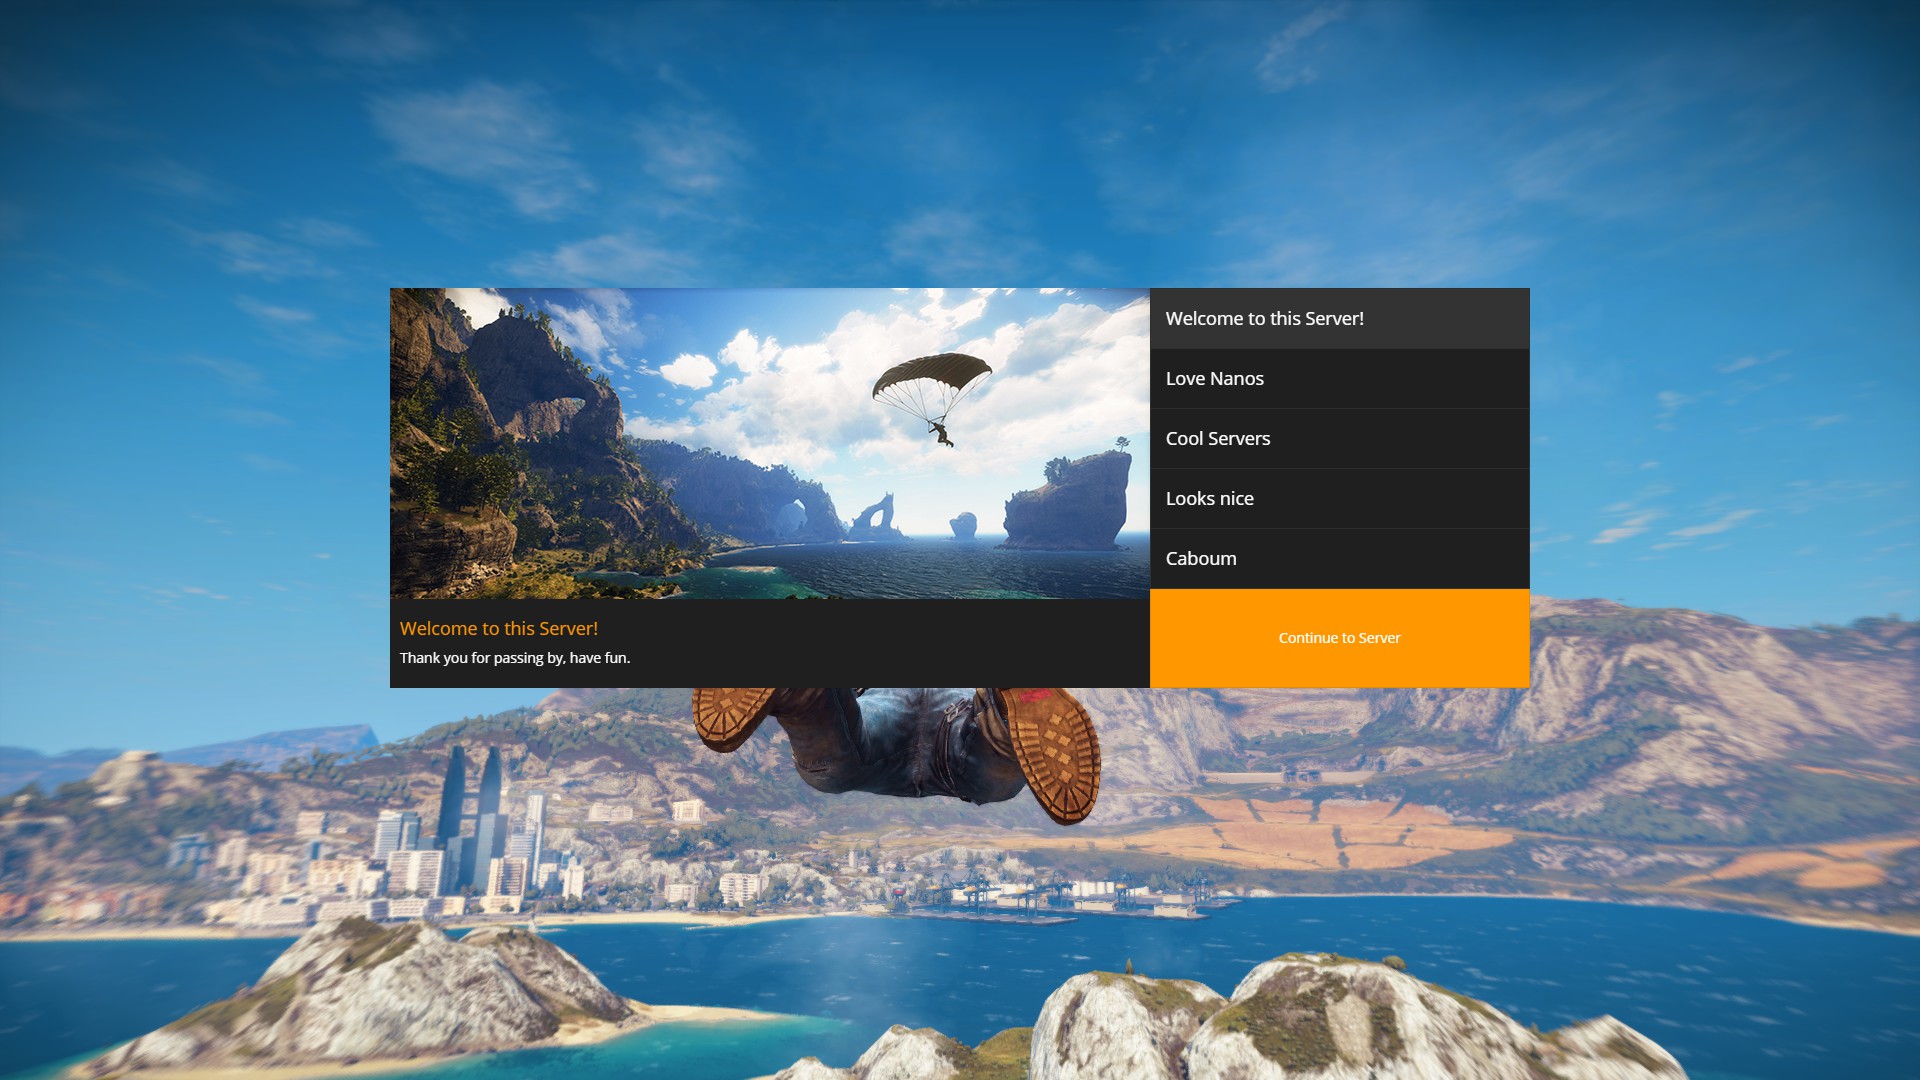 Welcome to this Server!
Thank you for passing by, have fun.
Welcome to this Server!
Love Nanos
Cool Servers
Looks nice
Caboum
Continue to Server